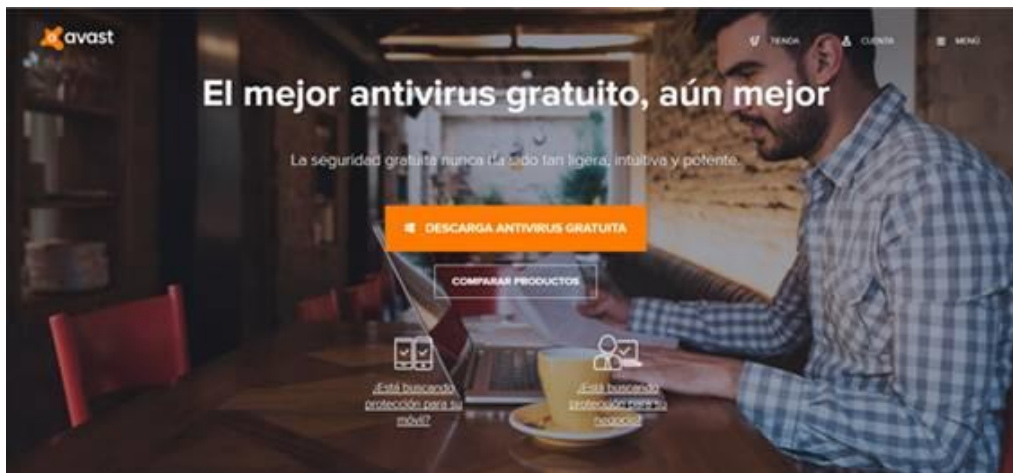 avast
TIENDA
CUENTA
MENÚ
El mejor antivirus gratuito, aún mejor
La seguridad gratuita nunca ha sido tan ligera, intuitiva y potente.
DESCARGA ANTIVIRUS GRATUITA
COMPARAR PRODUCTOS
¿Está buscando
protección para su
móvil?
¿Está buscando
protección para su
negocio?